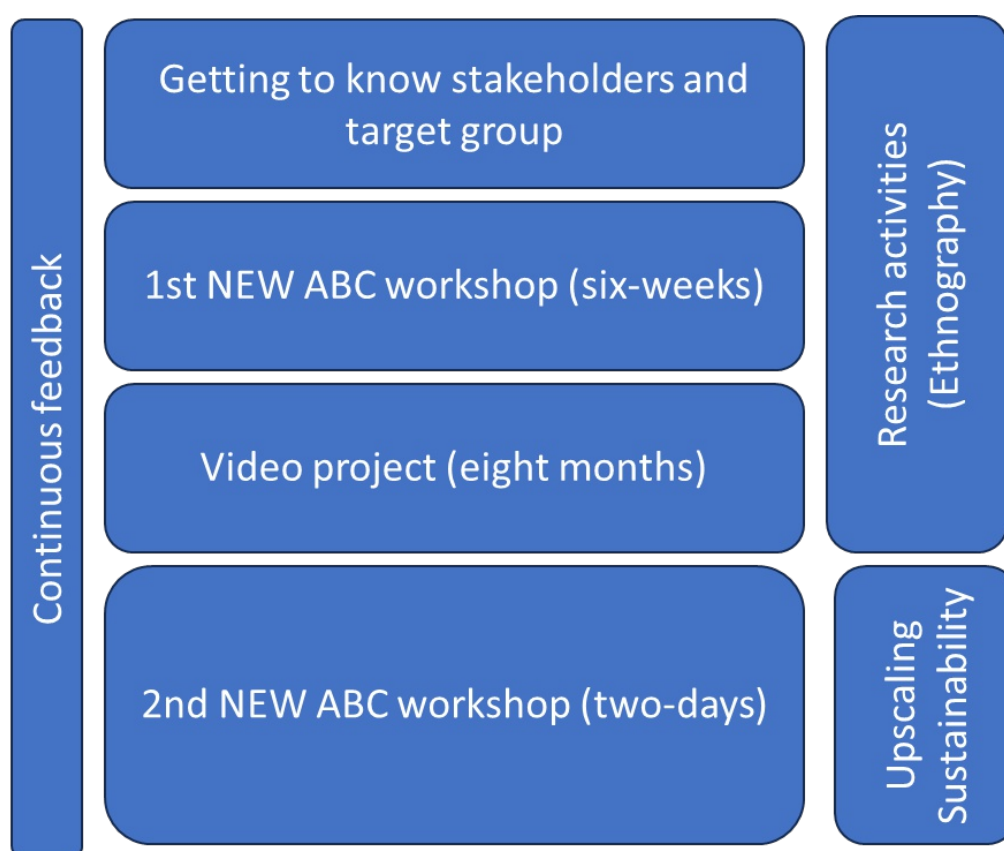 Continuous feedback
Getting to know stakeholders and
target group
1st NEW ABC workshop (six-weeks)
Video project (eight months)
2nd NEW ABC workshop (two-days)
Research activities
(Ethnography)
Upscaling
Sustainability